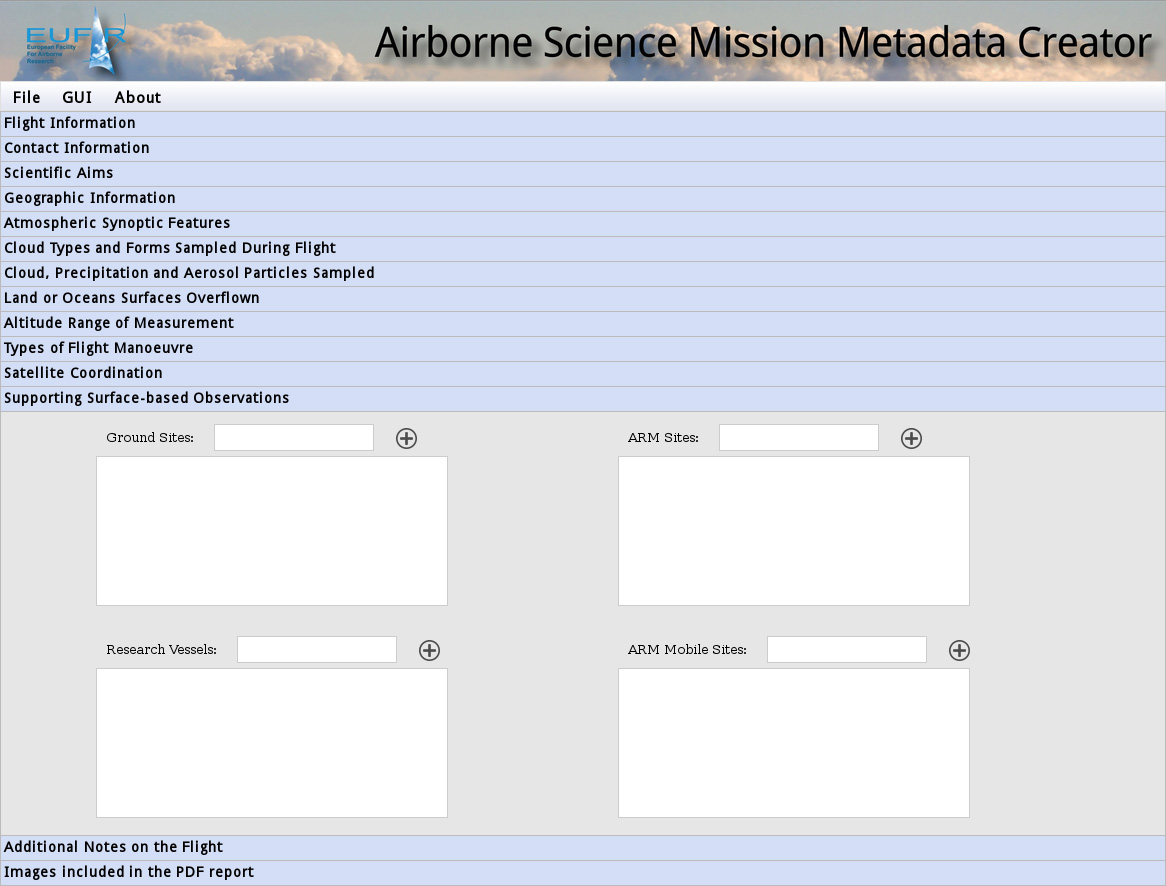 EUFAR
European Facility
For Airborne
Research
Airborne Science Mission Metadata Creator
File GUI About
Flight Information
Contact Information
Scientific Aims
Geographic Information
Atmospheric Synoptic Features
Cloud Types and Forms Sampled During Flight
Cloud, Precipitation and Aerosol Particles Sampled
Land or Oceans Surfaces Overflown
Altitude Range of Measurement
Types of Flight Manoeuvre
Satellite Coordination
Supporting Surface-based Observations
Ground Sites: ARM Sites:
Research Vessels: ARM Mobile Sites:
Additional Notes on the Flight
Images included in the PDF report